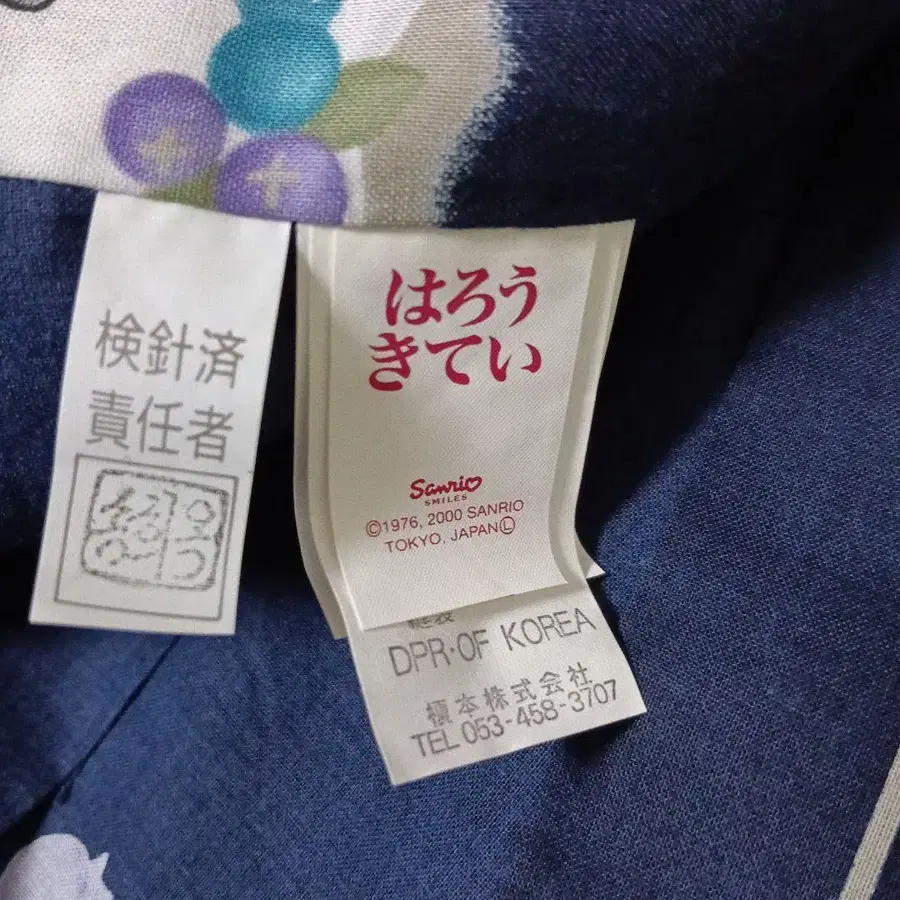 検針済
責任者
はろう
きてい
Sanrio
SMILES
©1976, 2000 SANRIO
TOKYO, JAPAN Ⓛ
縫製
DPR·OF KOREA
榎本株式会社
TEL 053-458-3707